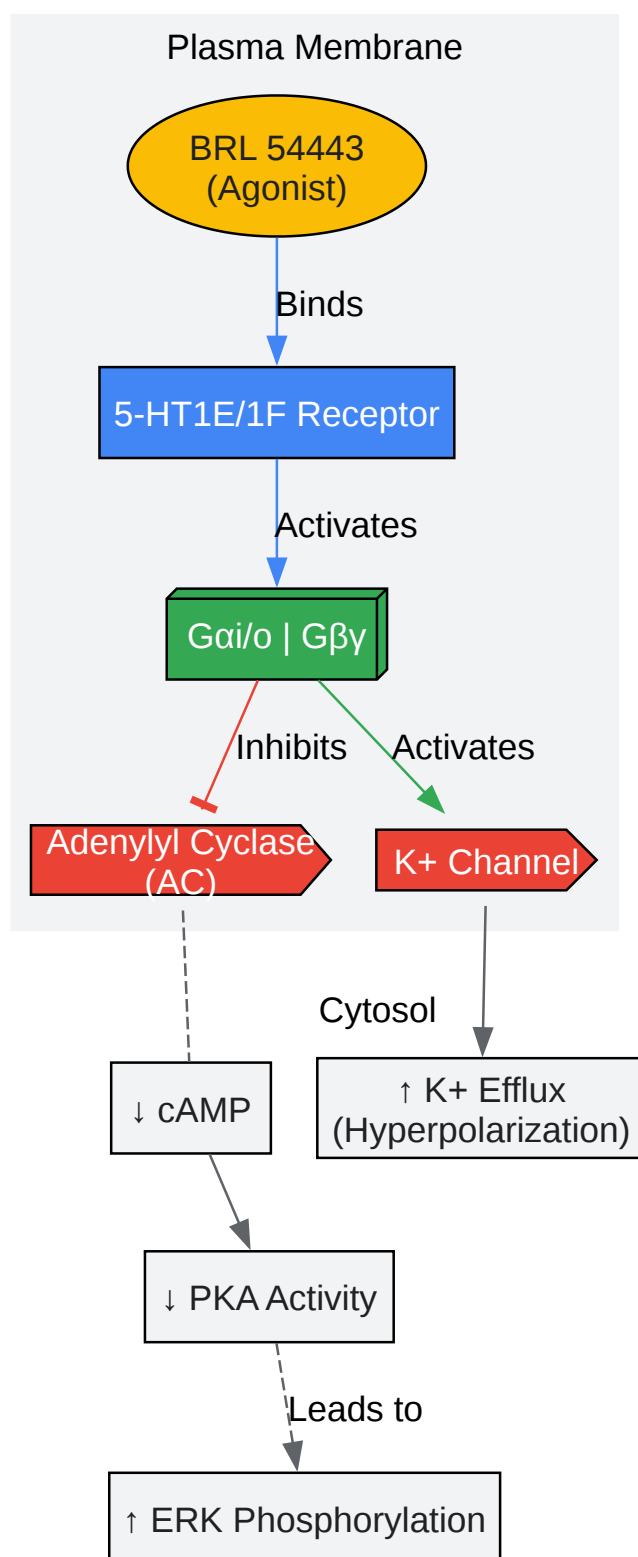 Plasma Membrane
BRL 54443
(Agonist)
Binds
5-HT1E/1F Receptor
Activates
Gαi/o | Gβγ
Inhibits
Activates
Adenylyl Cyclase
(AC)
K+ Channel
Cytosol
↓ cAMP
↑ K+ Efflux
(Hyperpolarization)
↓ PKA Activity
Leads to
↑ ERK Phosphorylation